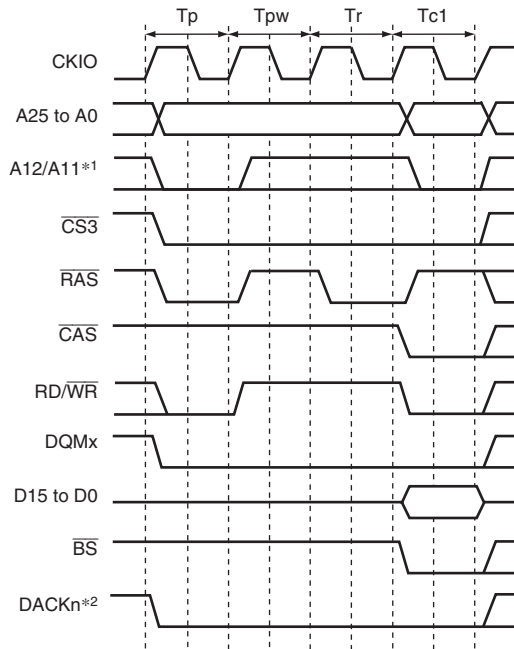 Tp Tpw Tr Tc1
CKIO
A25 to A0
A12/A11*1
CS3
RAS
CAS
RD/WR
DQMx
D15 to D0
BS
DACKn*2